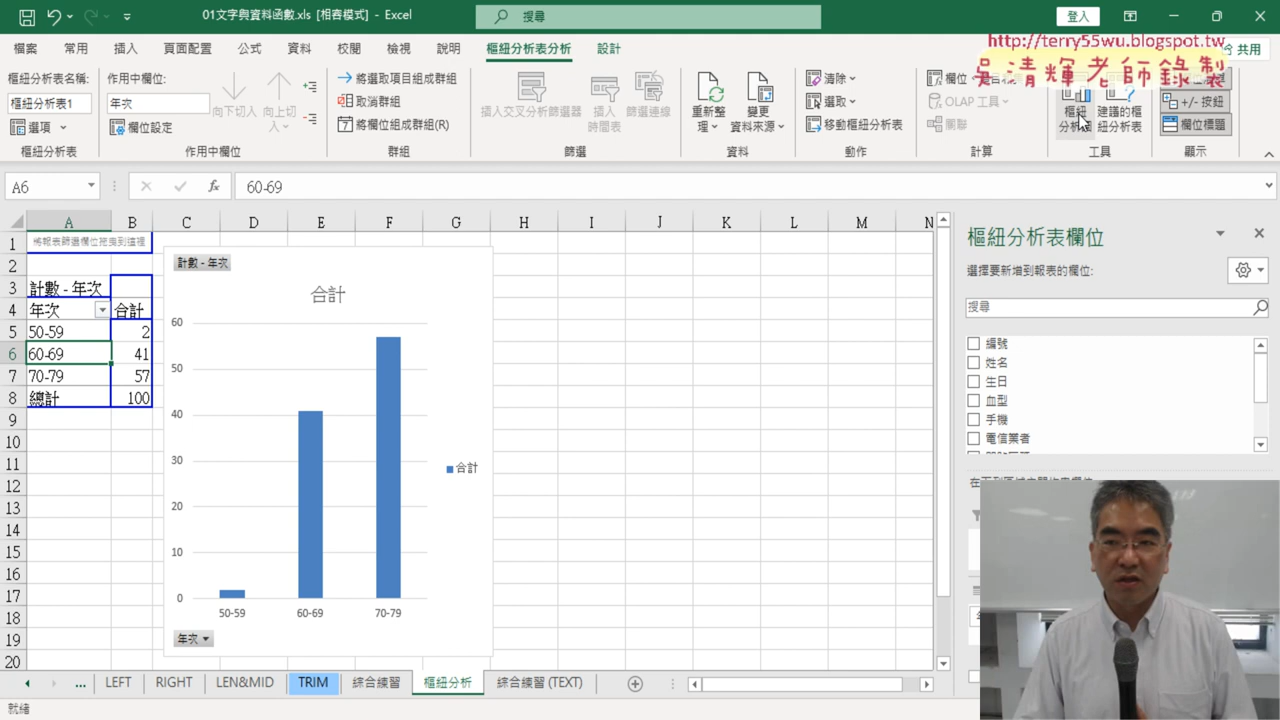 01文字與資料函數.xls [相容模式] - Excel
搜尋
登入
檔案 常用 插入 頁面配置 公式 資料 校閱 檢視 說明 樞紐分析表分析 設計
http://terry55wu.blogspot.tw
共用
吳清輝老師錄製
樞紐分析表名稱: 作用中欄位:
樞紐分析表1 年次
選項 欄位設定
向下切入 向上切入
將選取項目組成群組
取消群組
將欄位組成群組(R)
插入交叉分析篩選器 插入時間表 篩選連線
重新整理 變更資料來源
清除
選取
移動樞紐分析表
欄位
OLAP 工具
關聯
樞紐分析 建議的樞紐分析表
+/- 按鈕
欄位標題
樞紐分析表 作用中欄位 群組 篩選 資料 動作 計算 工具 顯示
A6 fx 60-69
A B C D E F G H I J K L M N
1 將報表篩選欄位拖曳到這裡
2
3 計數 - 年次
4 年次 合計
5 50-59 2
6 60-69 41
7 70-79 57
8 總計 100
9
10
11
12
13
14
15
16
17
18
19
20
計數 - 年次
合計
60
50
40
30
20
10
0
50-59 60-69 70-79
合計
年次
樞紐分析表欄位
選擇要新增到報表的欄位:
搜尋
編號
姓名
生日
血型
手機
電信業者
... LEFT RIGHT LEN&MID TRIM 綜合練習 樞紐分析 綜合練習 (TEXT)
就緒